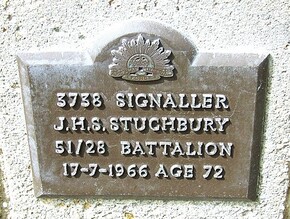 3738 SIGNALLER
J.H.S. STUCHBURY
51/28 BATTALION
17-7-1966 AGE 72